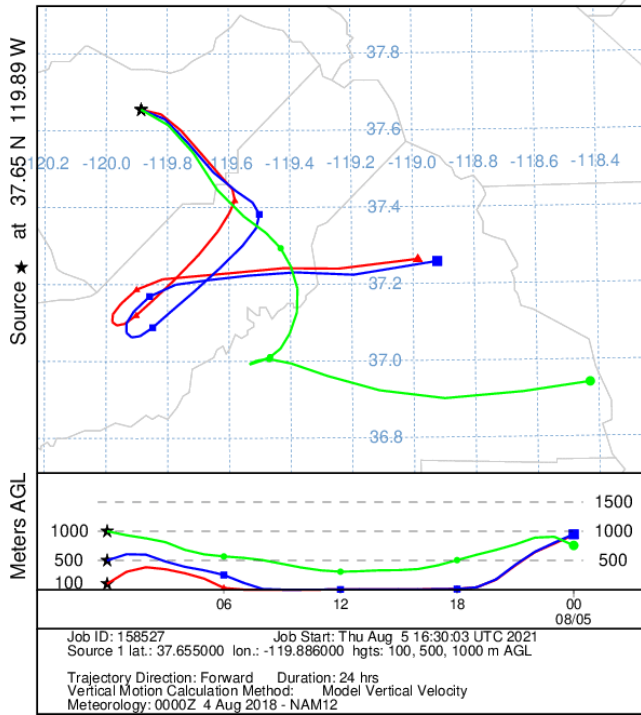 Source ★ at 37.65 N 119.89 W
37.8
37.6
-120.2 -120.0 -119.8 -119.6 -119.4 -119.2 -119.0 -118.8 -118.6 -118.4
37.4
37.2
37.0
36.8
Meters AGL
1500
1000 1000
500 500
100
06 12 18 00
08/05
Job ID: 158527 Job Start: Thu Aug 5 16:30:03 UTC 2021
Source 1 lat.: 37.655000 lon.: -119.886000 hgts: 100, 500, 1000 m AGL
Trajectory Direction: Forward Duration: 24 hrs
Vertical Motion Calculation Method: Model Vertical Velocity
Meteorology: 0000Z 4 Aug 2018 - NAM12